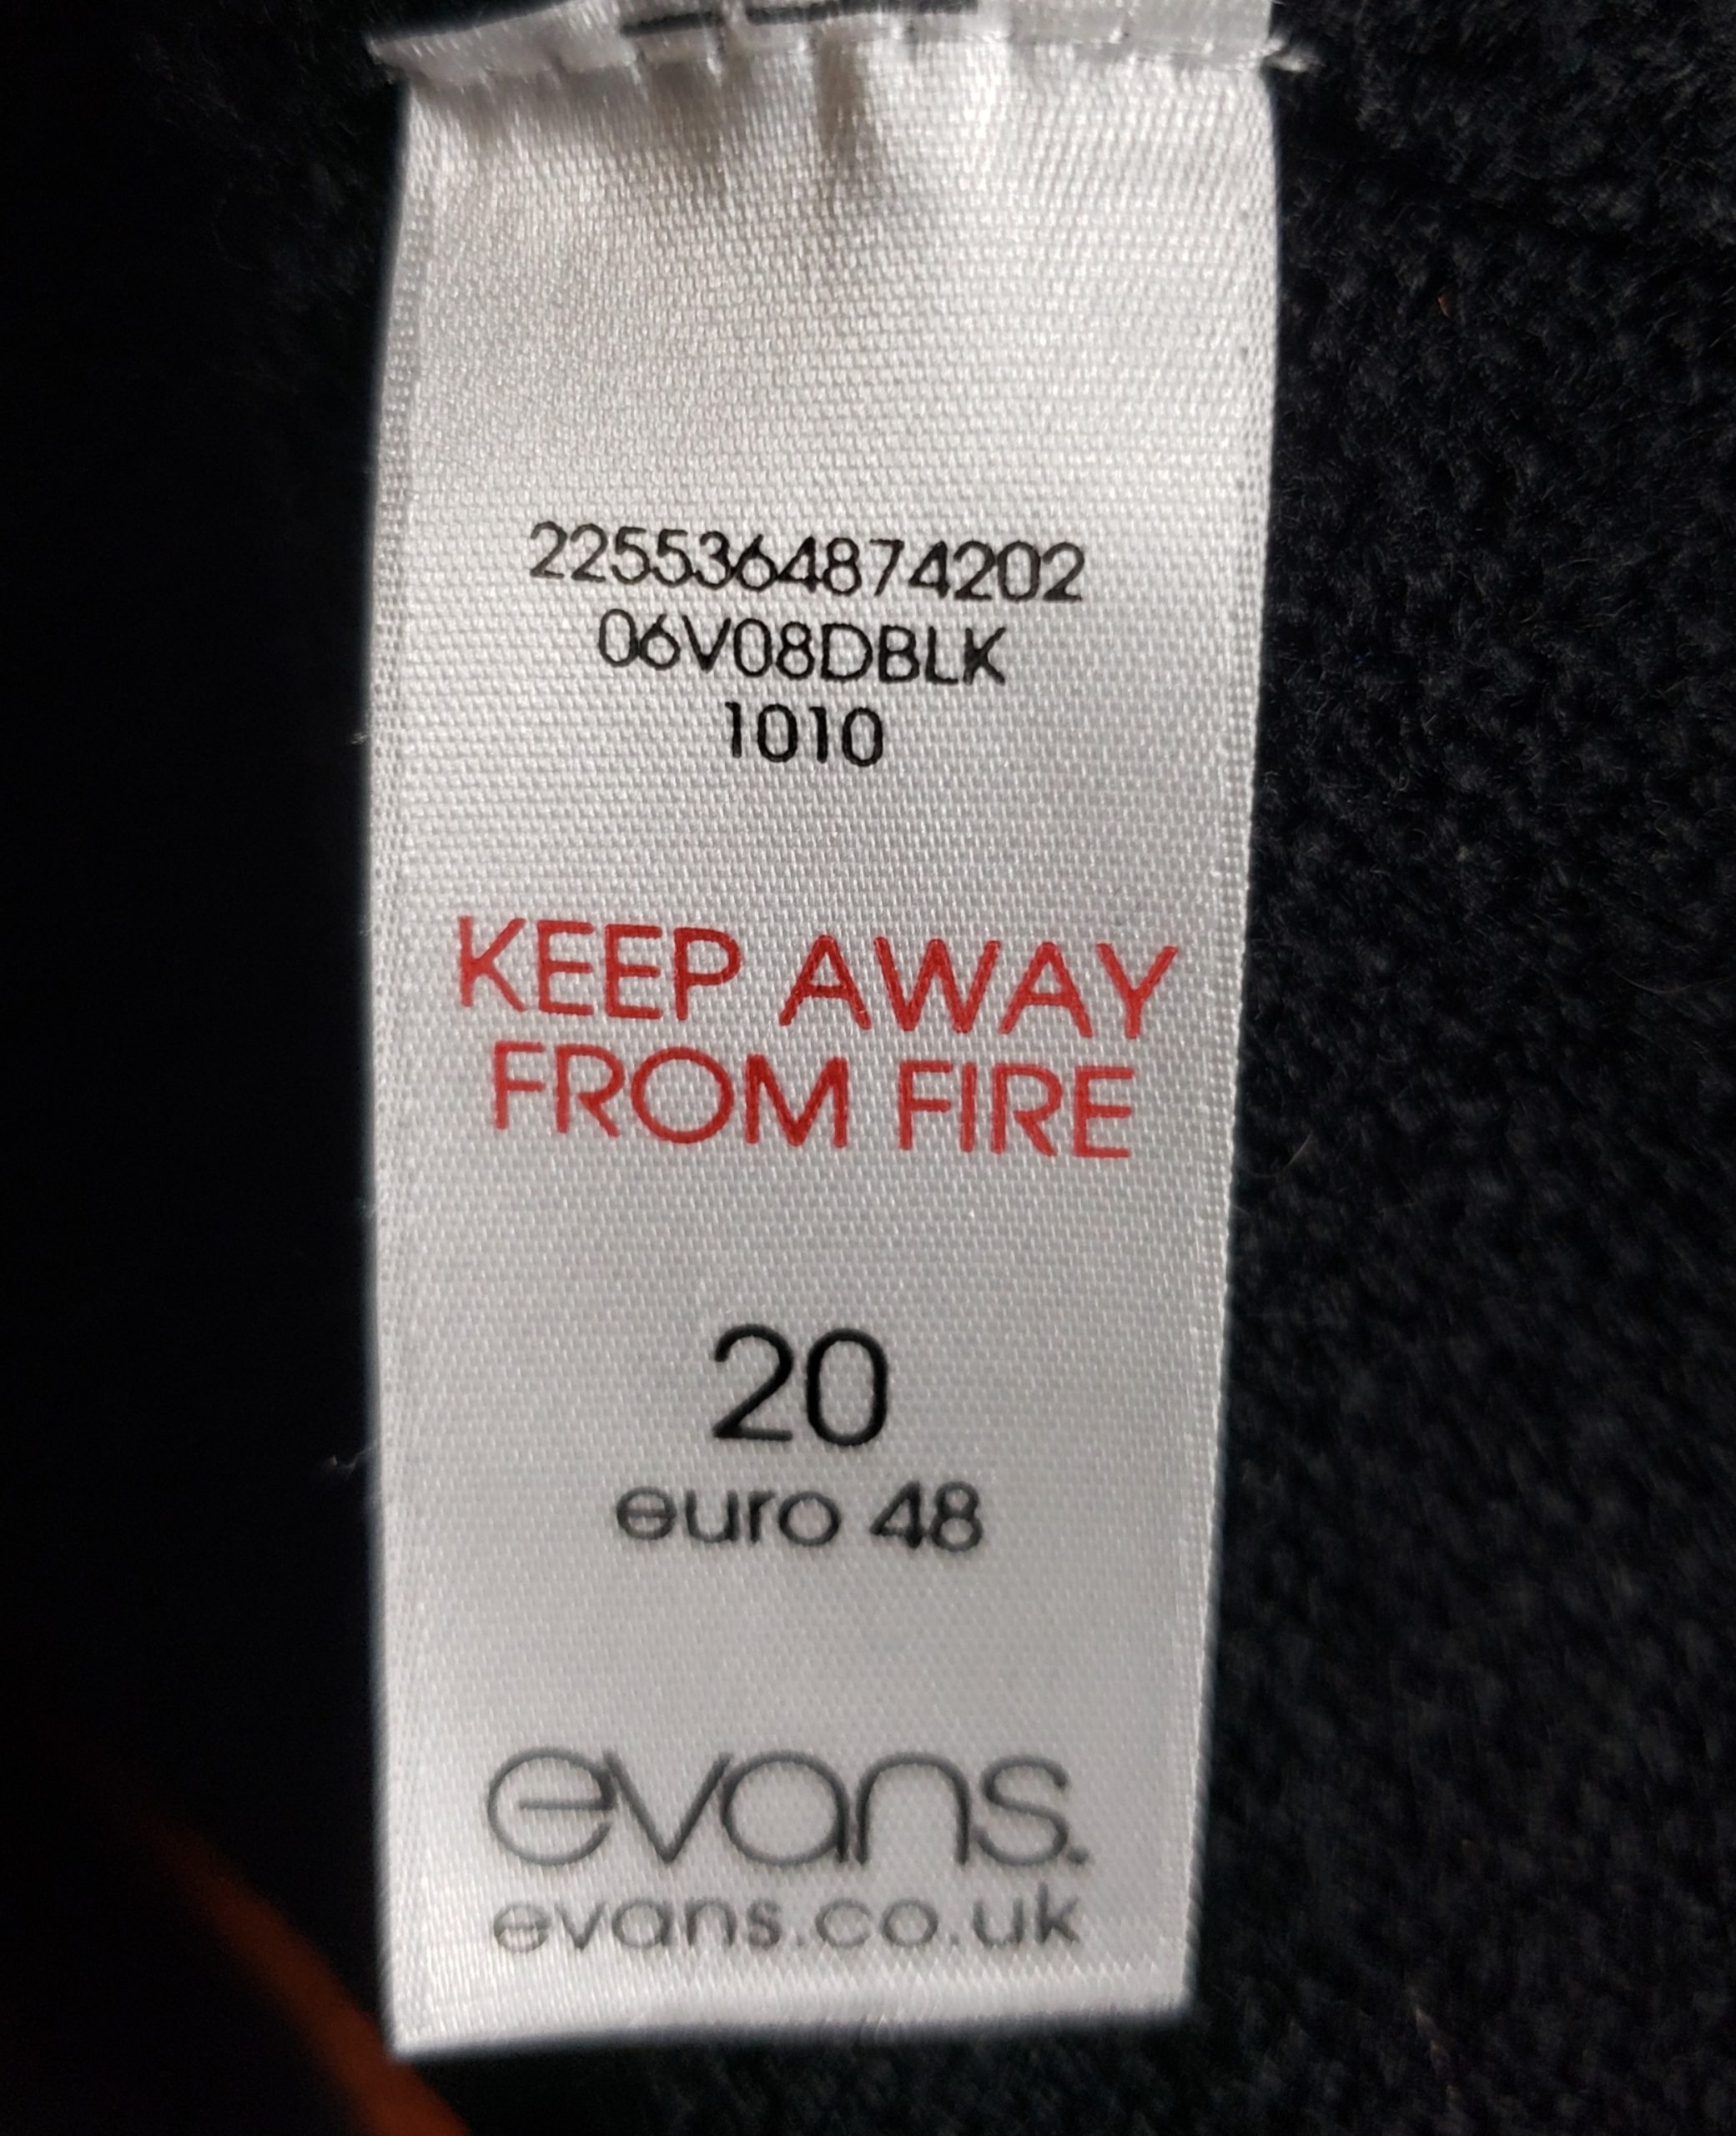 2255364874202
06V08DBLK
1010
KEEP AWAY
FROM FIRE
20
euro 48
evans.
evans.co.uk